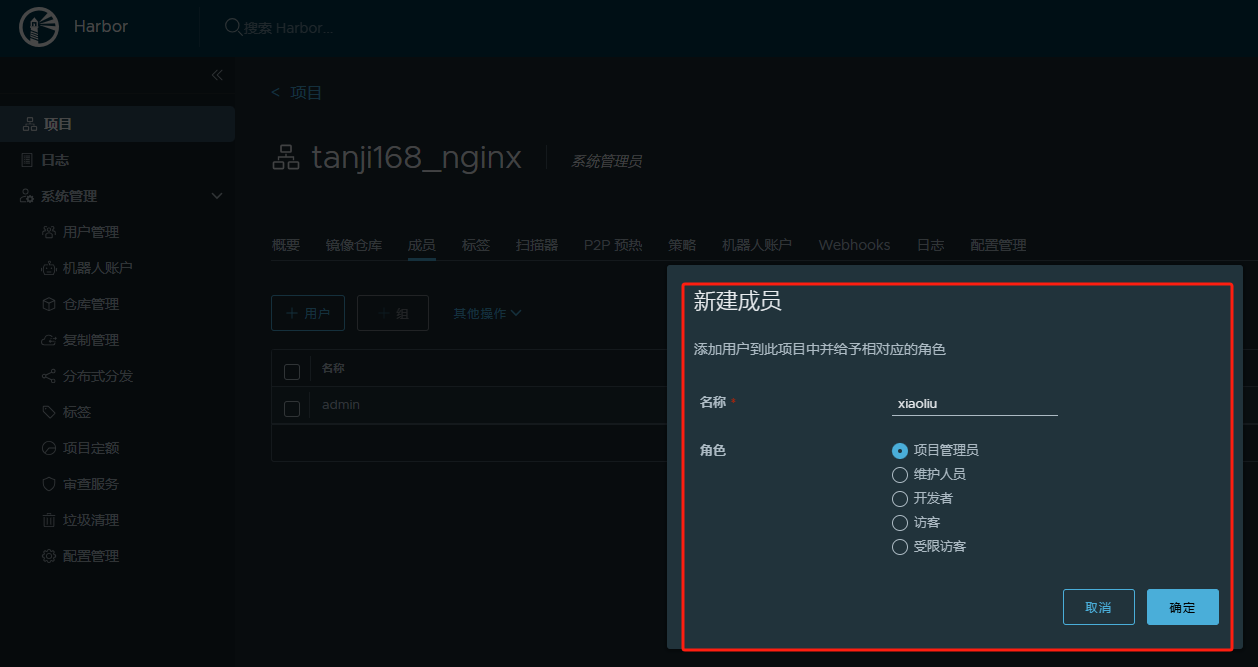 Harbor
搜索 Harbor...
项目
日志
系统管理
用户管理
机器人账户
仓库管理
复制管理
分布式分发
标签
项目定额
审查服务
垃圾清理
配置管理
< 项目
tanji168_nginx 系统管理员
概要 镜像仓库 成员 标签 扫描器 P2P 预热 策略 机器人账户 Webhooks 日志 配置管理
+ 用户 + 组 其他操作
名称
admin
新建成员
添加用户到此项目中并给予相对应的角色
名称 * xiaoliu
角色 项目管理员
维护人员
开发者
访客
受限访客
取消 确定